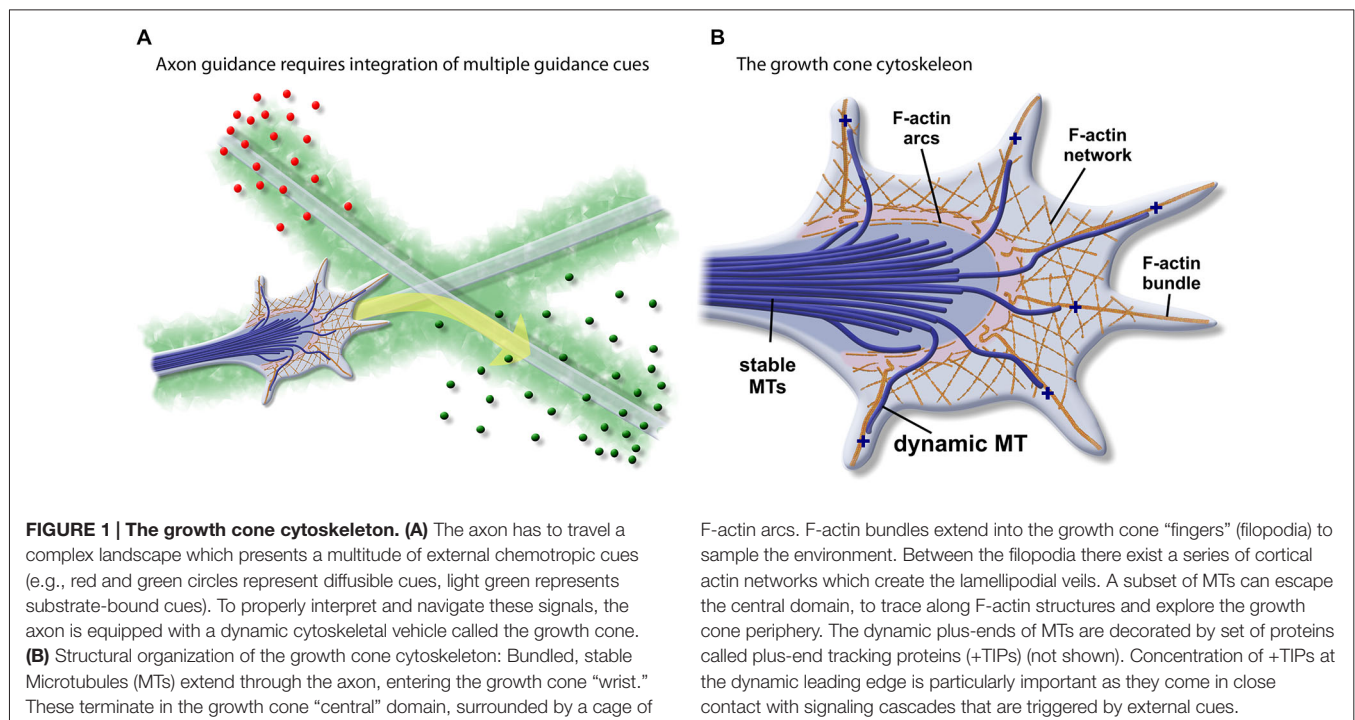 A
Axon guidance requires integration of multiple guidance cues
B
The growth cone cytoskeleon
F-actin
arcs
F-actin
network
F-actin
bundle
stable
MTs
dynamic MT
+
+
+
+
+
+
FIGURE 1 | The growth cone cytoskeleton. (A) The axon has to travel a
complex landscape which presents a multitude of external chemotropic cues
(e.g., red and green circles represent diffusible cues, light green represents
substrate-bound cues). To properly interpret and navigate these signals, the
axon is equipped with a dynamic cytoskeletal vehicle called the growth cone.
(B) Structural organization of the growth cone cytoskeleton: Bundled, stable
Microtubules (MTs) extend through the axon, entering the growth cone “wrist.”
These terminate in the growth cone “central” domain, surrounded by a cage of
F-actin arcs. F-actin bundles extend into the growth cone “fingers” (filopodia) to
sample the environment. Between the filopodia there exist a series of cortical
actin networks which create the lamellipodial veils. A subset of MTs can escape
the central domain, to trace along F-actin structures and explore the growth
cone periphery. The dynamic plus-ends of MTs are decorated by set of proteins
called plus-end tracking proteins (+TIPs) (not shown). Concentration of +TIPs at
the dynamic leading edge is particularly important as they come in close
contact with signaling cascades that are triggered by external cues.